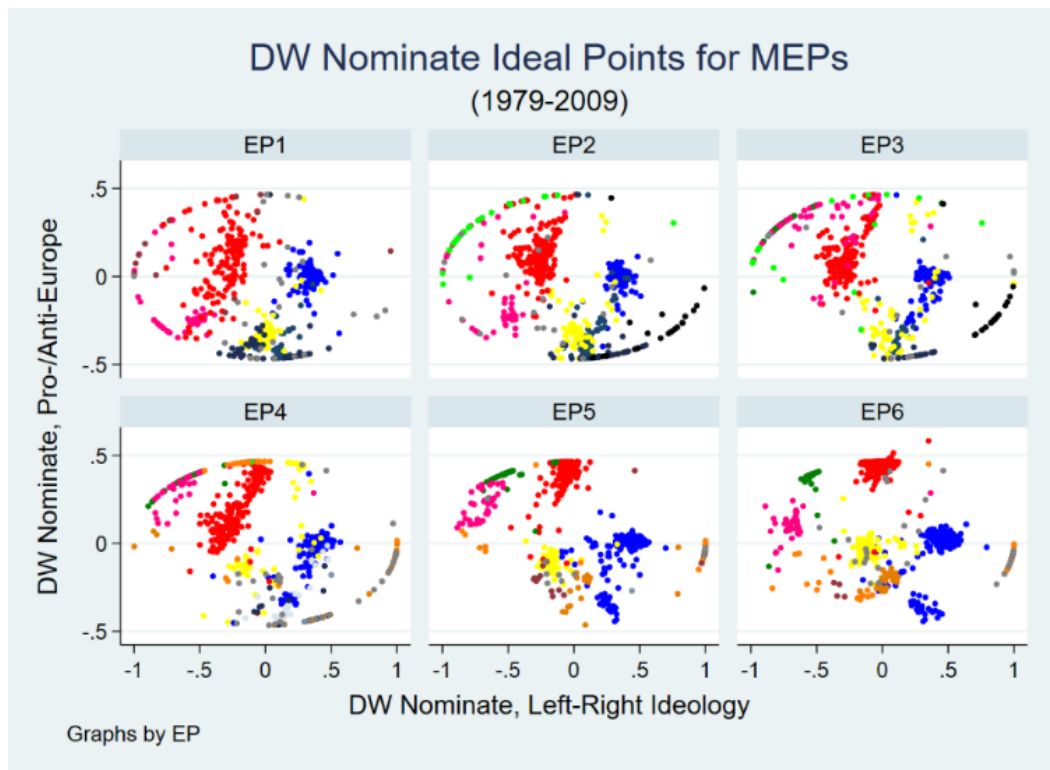 DW Nominate Ideal Points for MEPs
(1979-2009)
EP1
EP2
EP3
.5
0
-.5
EP4
EP5
EP6
.5
0
-.5
-1
-.5
0
.5
1
-1
-.5
0
.5
1
-1
-.5
0
.5
1
DW Nominate, Pro-/Anti-Europe
DW Nominate, Left-Right Ideology
Graphs by EP